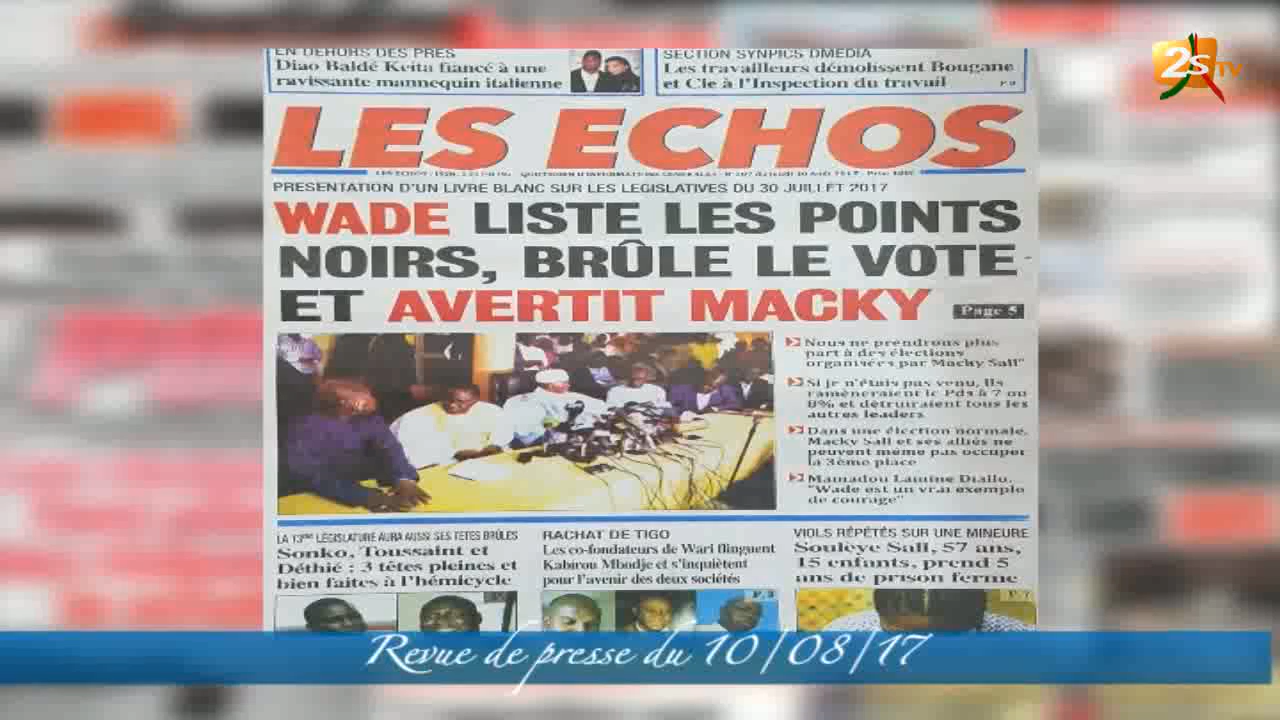 2STV
EN DEHORS DES PRES
Diao Baldé Keita fiancé à une
ravissante mannequin italienne
SECTION SYNPICS DMEDIA
Les travailleurs démolissent Bougane
et Cie à l'Inspection du travail
LES ECHOS
PRESENTATION D'UN LIVRE BLANC SUR LES LEGISLATIVES DU 30 JUILLET 2017
WADE LISTE LES POINTS
NOIRS, BRÛLE LE VOTE
ET AVERTIT MACKY
Page 5
Nous ne prendrons plus
part à des élections
organisées par Macky Sall"
Si je n'étais pas venu, ils
ramèneraient le Pds à 7 ou
8% et détruiraient tous les
autres leaders
Dans une élection normale,
Macky Sall et ses alliés ne
peuvent même pas occuper
la 3ème place
Mamadou Lamine Diallo,
"Wade est un vrai exemple
de courage"
LA 13ème LÉGISLATURE AURA AUSSI SES TETES BRÛLES
Sonko, Toussaint et
Déthié : 3 têtes pleines et
bien faites à l'hémicycle
RACHAT DE TIGO
Les co-fondateurs de Wari flinguent
Kabirou Mbodje et s'inquiètent
pour l'avenir des deux sociétés
P. 3
VIOLS RÉPÉTÉS SUR UNE MINEURE
Soulèye Sall, 57 ans,
15 enfants, prend 5
ans de prison ferme
P. 7
Revue de presse du 10/08/17